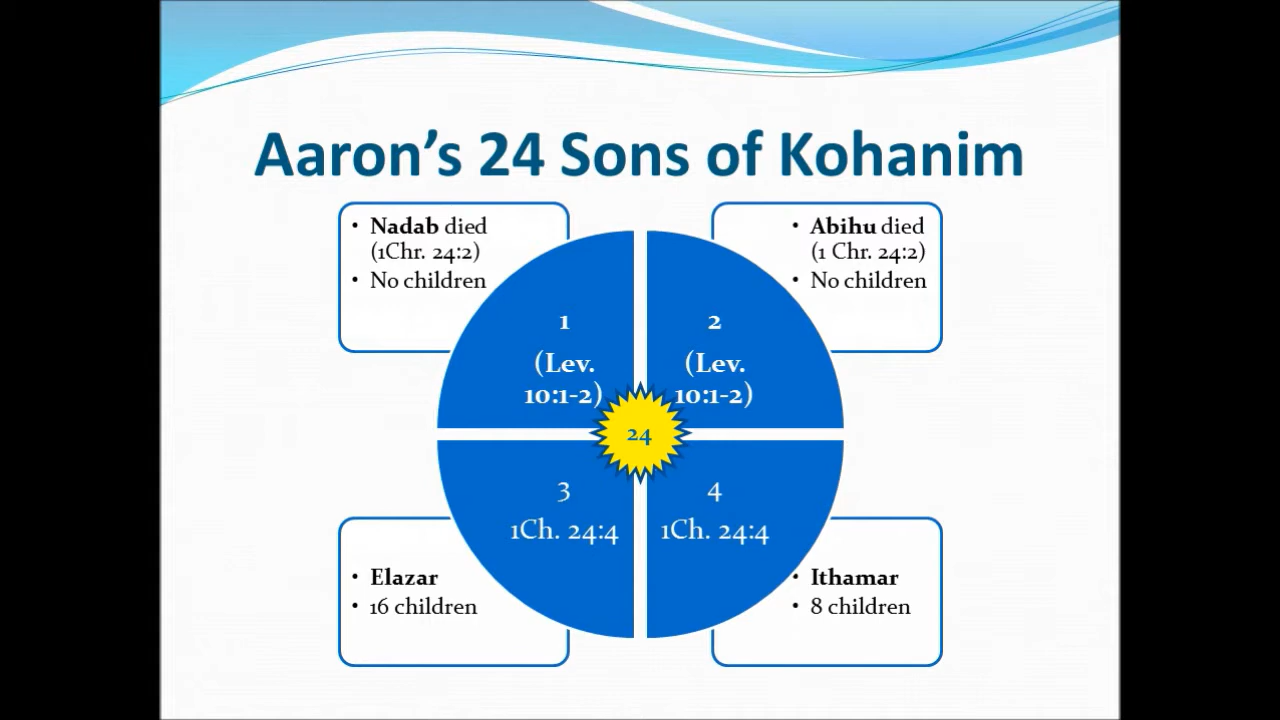 Aaron’s 24 Sons of Kohanim
• Nadab died
(1Chr. 24:2)
• No children
• Abihu died
(1 Chr. 24:2)
• No children
1
(Lev.
10:1-2)
2
(Lev.
10:1-2)
24
3
1Ch. 24:4
4
1Ch. 24:4
• Elazar
• 16 children
• Ithamar
• 8 children